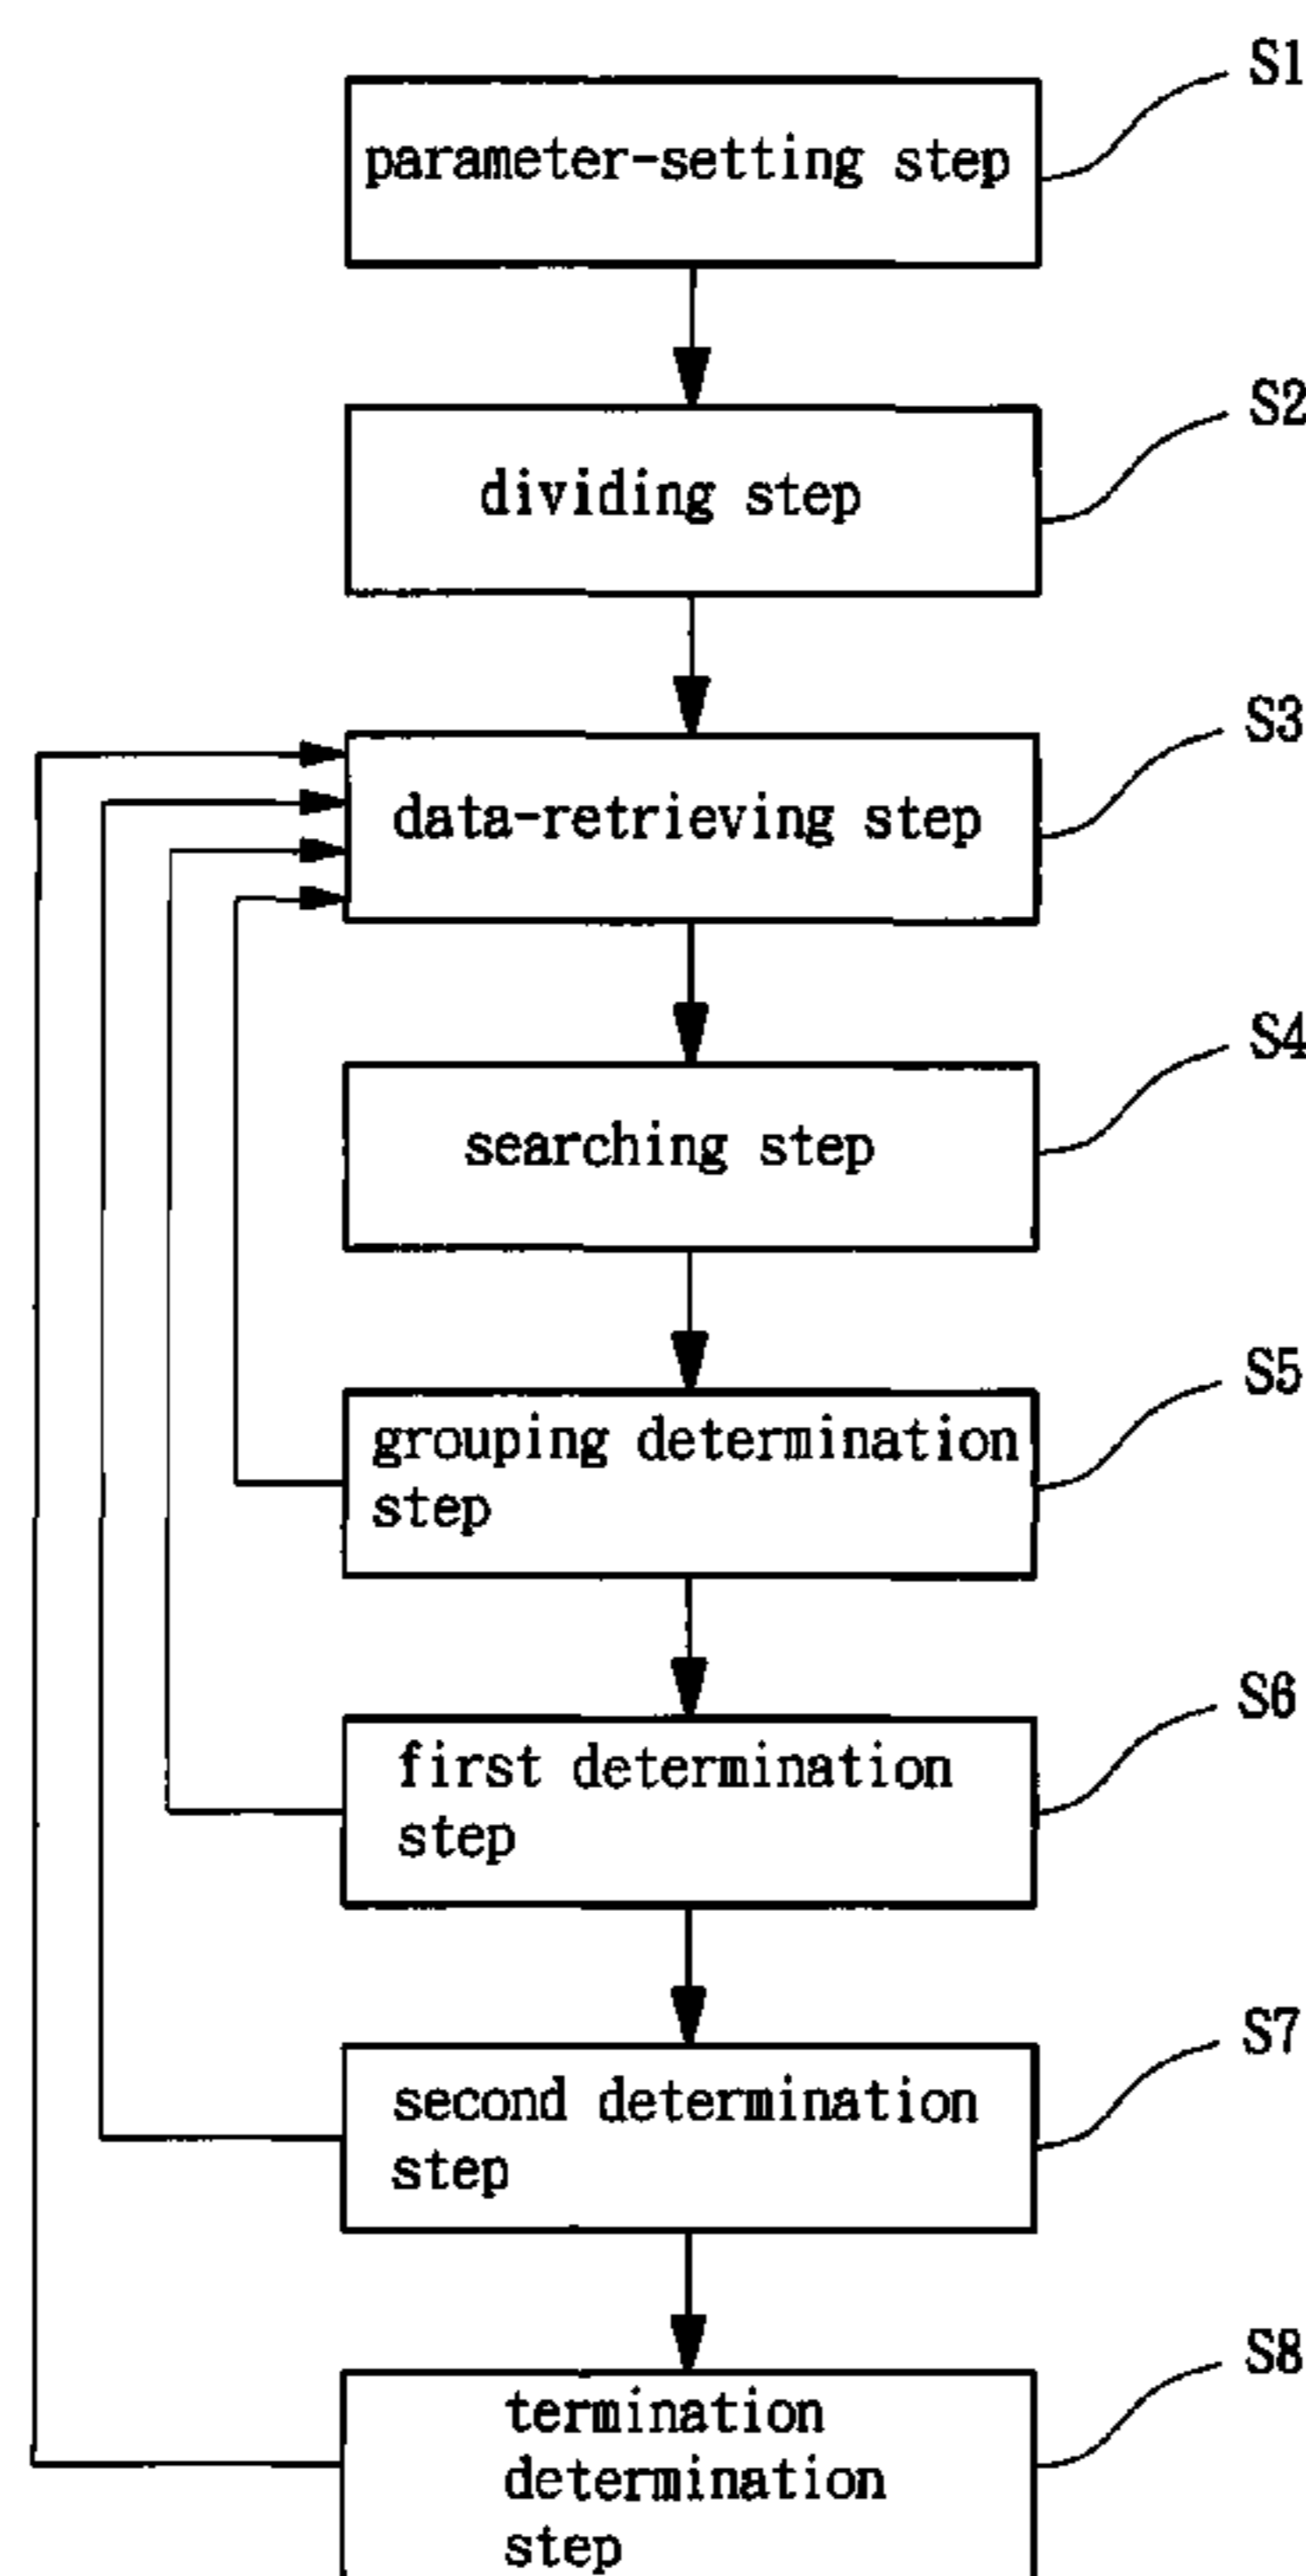 S1
parameter-setting step
S2
dividing step
S3
data-retrieving step
S4
searching step
S5
grouping determination
step
S6
first determination
step
S7
second determination
step
S8
termination
determination
step